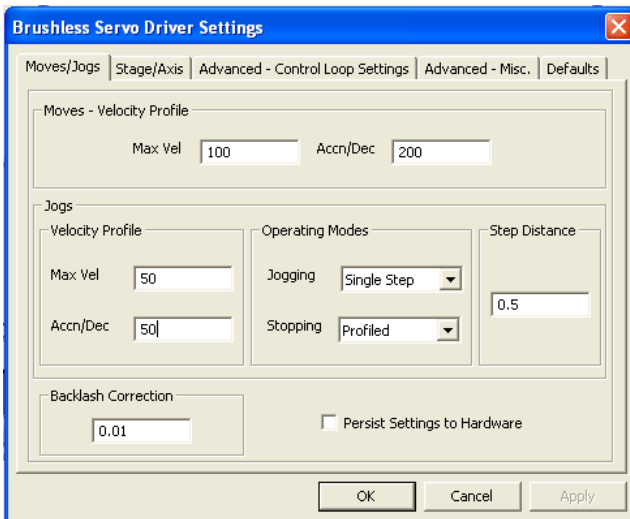 Brushless Servo Driver Settings
Moves/Jogs Stage/Axis Advanced - Control Loop Settings Advanced - Misc. Defaults
Moves - Velocity Profile
Max Vel 100 Accn/Dec 200
Jogs
Velocity Profile Operating Modes Step Distance
Max Vel 50 Jogging Single Step
0.5
Accn/Dec 50 Stopping Profiled
Backlash Correction
0.01
Persist Settings to Hardware
OK Cancel Apply